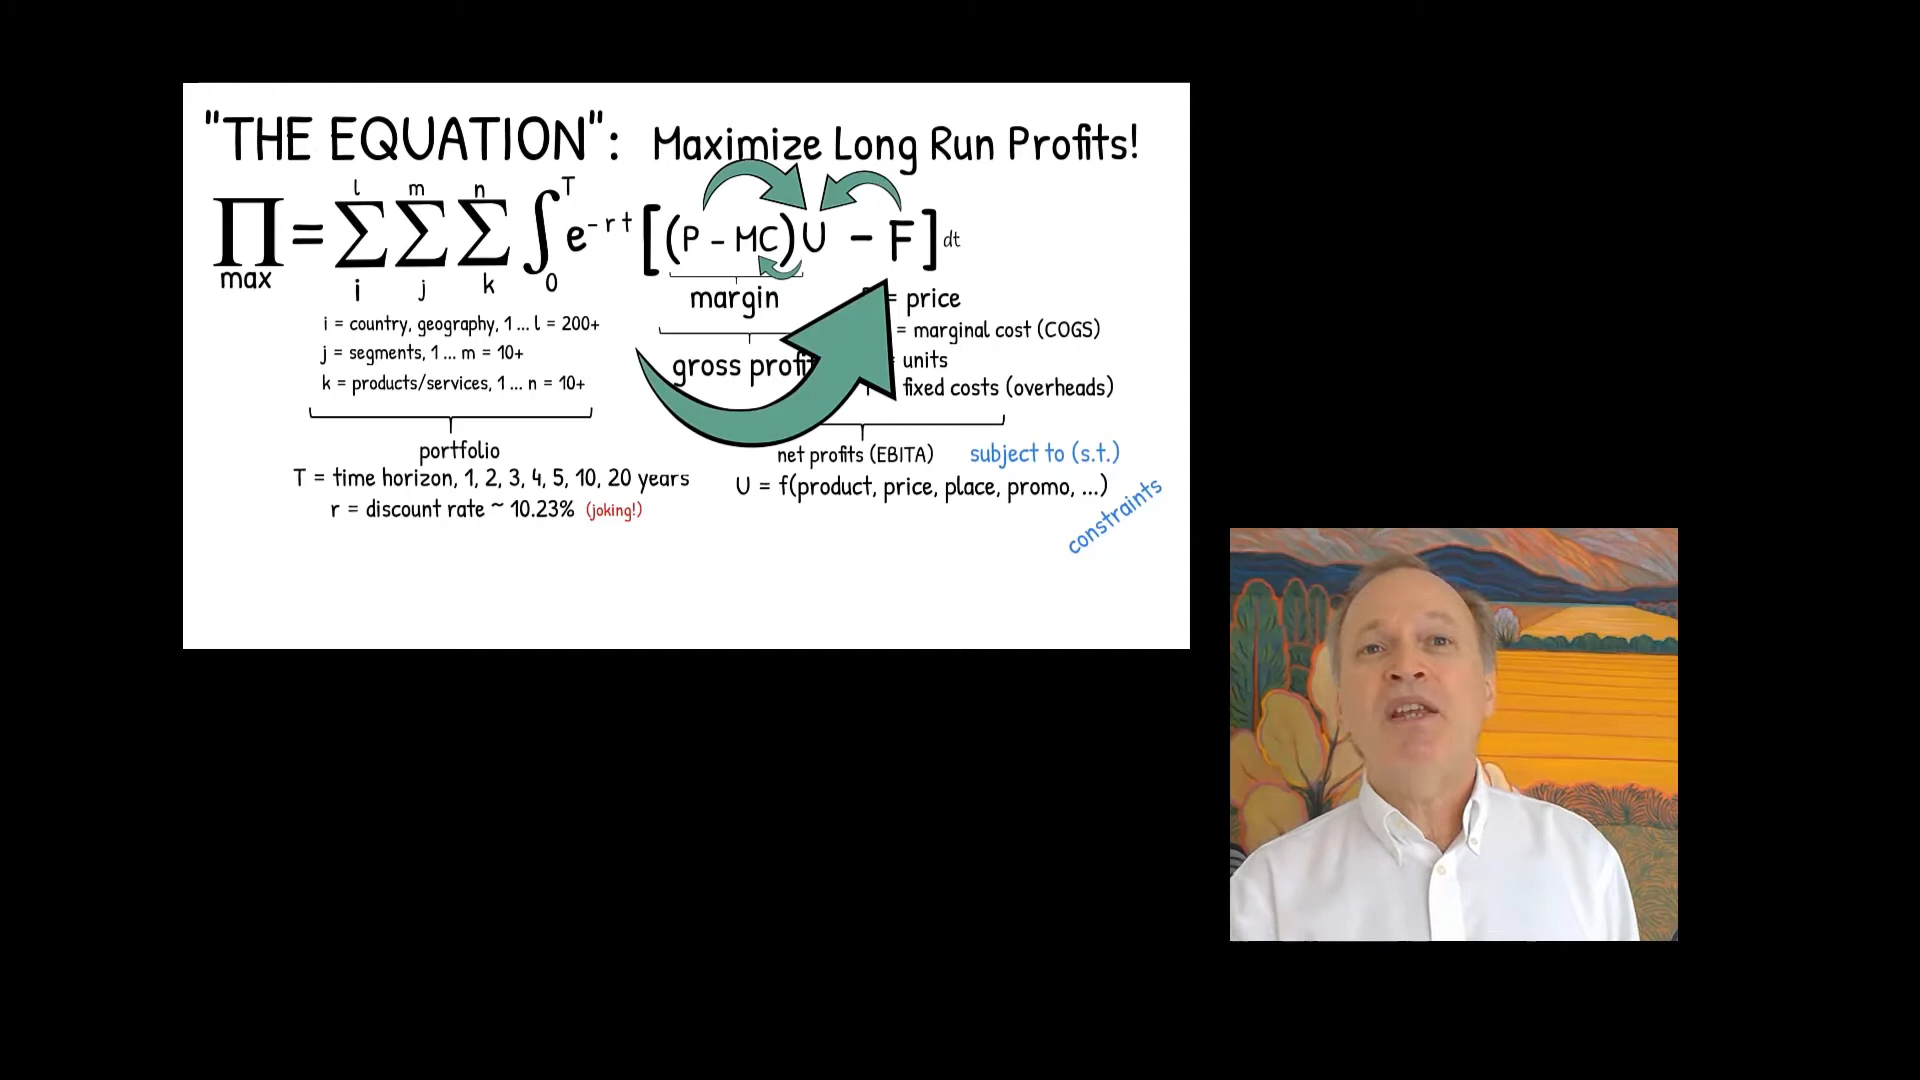 "THE EQUATION": Maximize Long Run Profits!
l m n T
∏ = ∑ ∑ ∑ ∫ e^-rt [(P - MC)U - F] dt
max i j k 0
margin
= price
i = country, geography, 1 ... l = 200+
= marginal cost (COGS)
j = segments, 1 ... m = 10+
units
gross profit
k = products/services, 1 ... n = 10+
fixed costs (overheads)
portfolio
net profits (EBITA)
subject to (s.t.)
T = time horizon, 1, 2, 3, 4, 5, 10, 20 years
U = f(product, price, place, promo, ...)
constraints
r = discount rate ~ 10.23% (joking!)